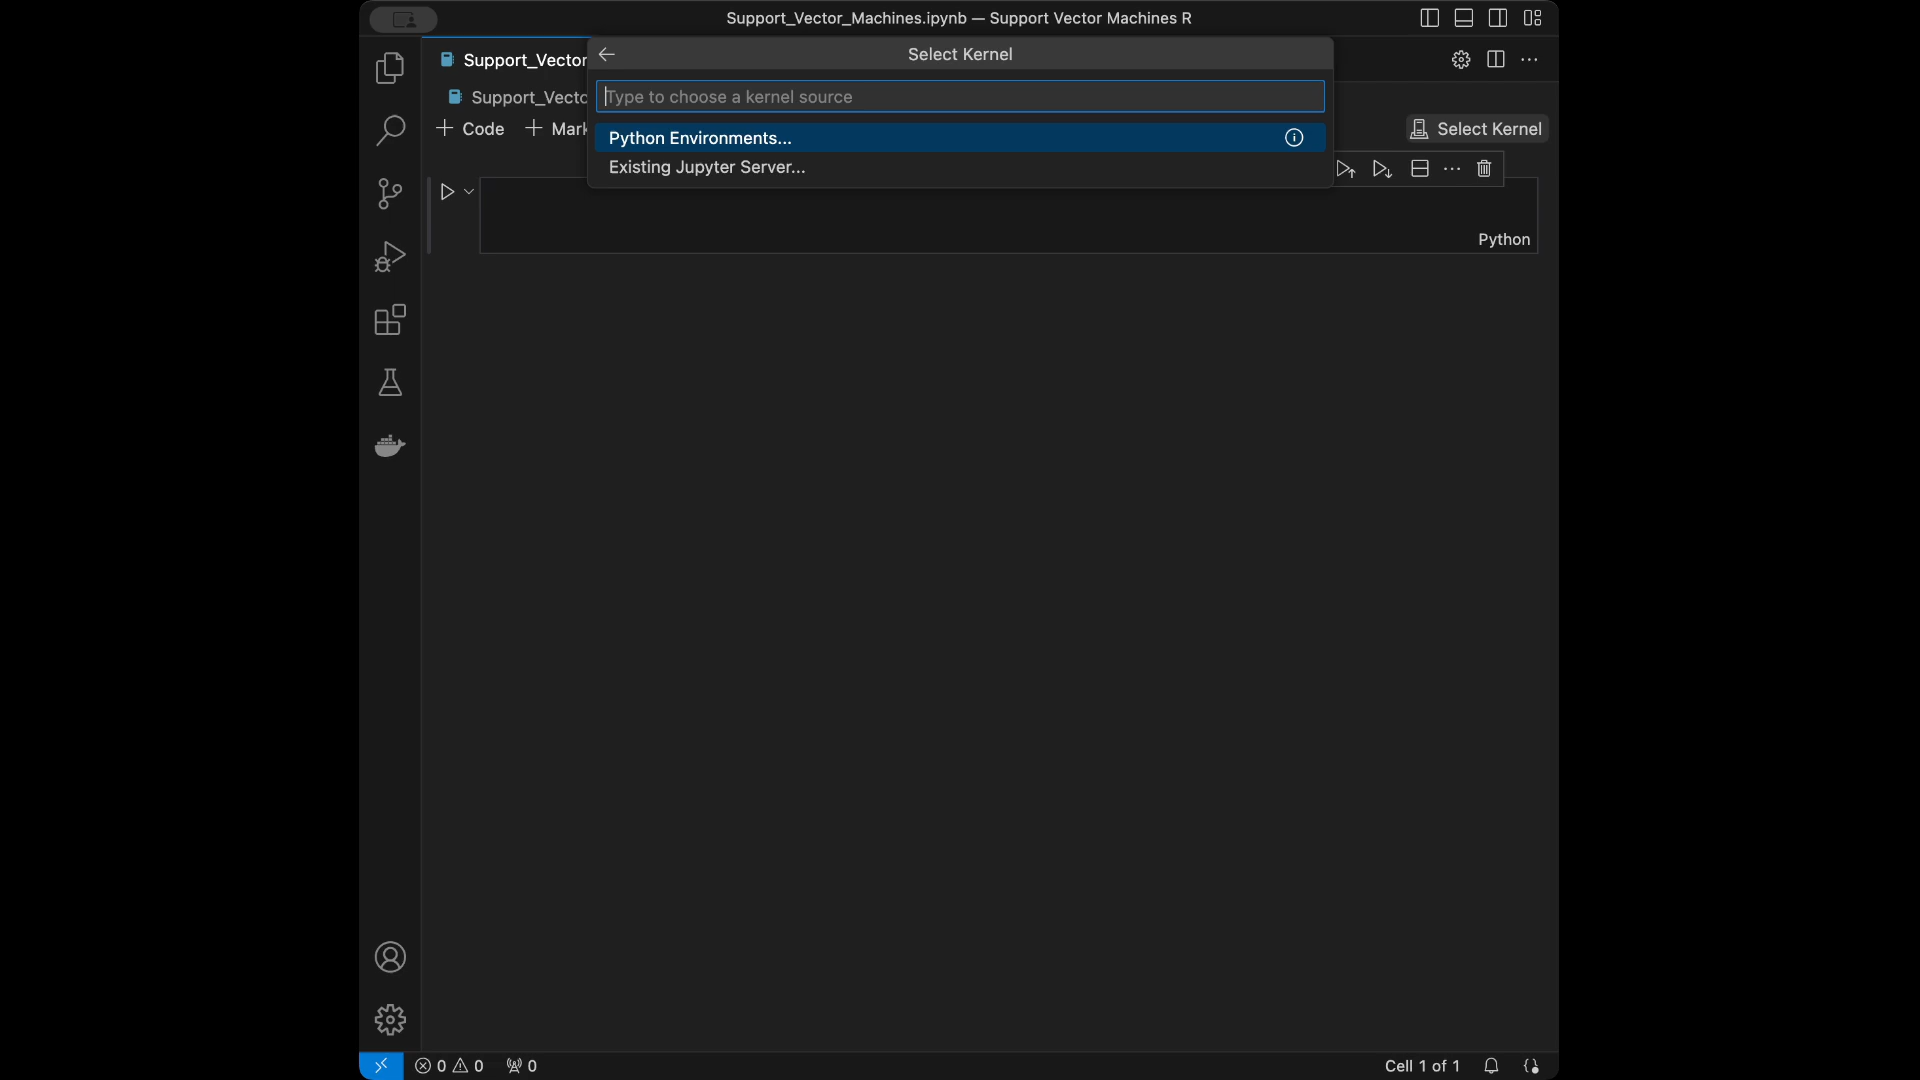 Support_Vector_Machines.ipynb — Support Vector Machines R
Support_Vector
Select Kernel
Support_Vecto
Type to choose a kernel source
Code
Mark
Python Environments...
Select Kernel
Existing Jupyter Server...
Python
0
0
0
Cell 1 of 1